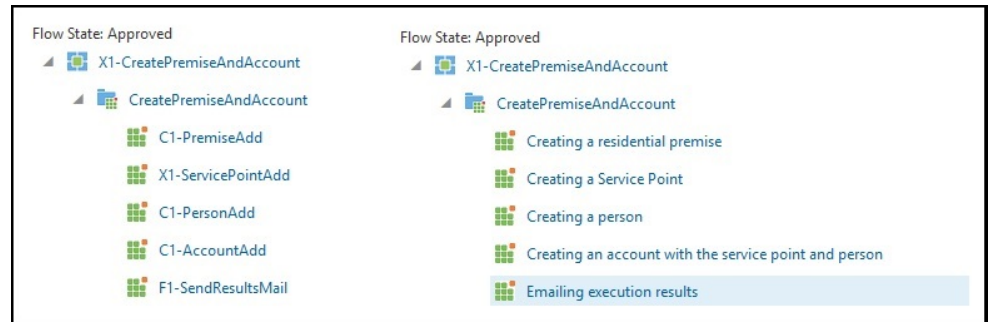 Flow State: Approved
X1-CreatePremiseAndAccount
CreatePremiseAndAccount
C1-PremiseAdd
X1-ServicePointAdd
C1-PersonAdd
C1-AccountAdd
F1-SendResultsMail
Flow State: Approved
X1-CreatePremiseAndAccount
CreatePremiseAndAccount
Creating a residential premise
Creating a Service Point
Creating a person
Creating an account with the service point and person
Emailing execution results